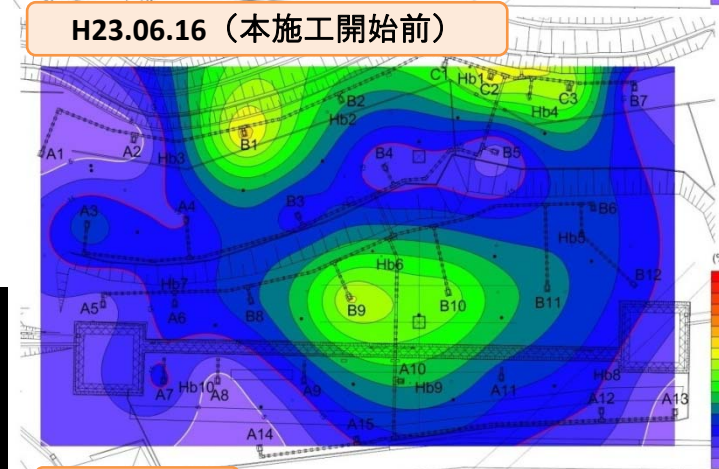 H23.06.16（本施工開始前）
C1 Hb1 C2 C3 B7
B2 Hb4
Hb2
B1
A1 A2 Hb3 B4 B5
A3 A4 B3 B6
Hb5
Hb6 B12
Hb7
A5 A6 B8 B9 B10 B11
A10 Hb8
A7 Hb10 A8 A9 Hb9 A11
A12 A13
A14 A15